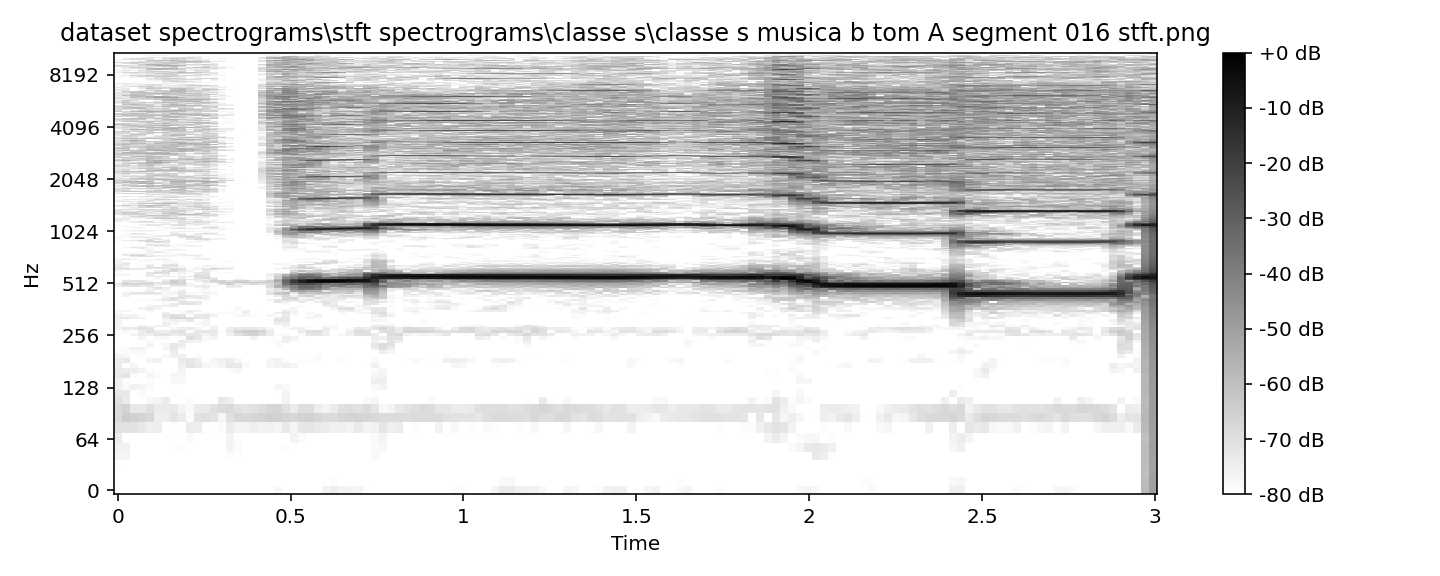 dataset spectrograms\stft spectrograms\classe s\classe s musica b tom A segment 016 stft.png
8192
4096
2048
1024
512
256
128
64
0
Hz
0
0.5
1
1.5
2
2.5
3
Time
+0 dB
-10 dB
-20 dB
-30 dB
-40 dB
-50 dB
-60 dB
-70 dB
-80 dB